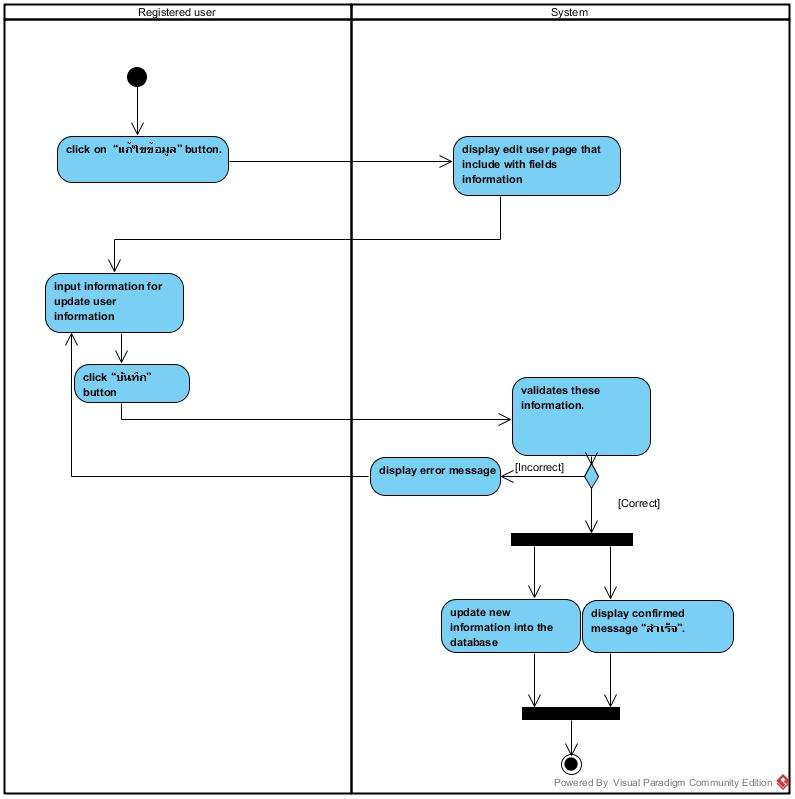 Registered user
System
click on "แก้ไขข้อมูล" button.
display edit user page that
include with fields
information
input information for
update user
information
click "บันทึก"
button
validates these
information.
display error message
[Incorrect]
[Correct]
update new
information into the
database
display confirmed
message "สำเร็จ".
Powered By Visual Paradigm Community Edition